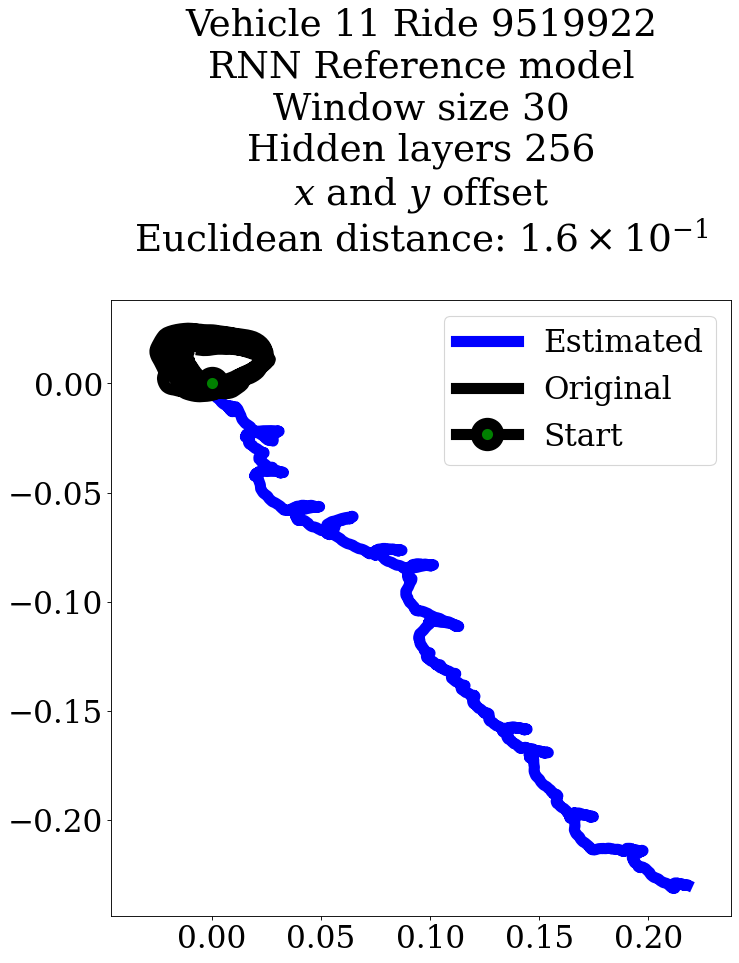 Vehicle 11 Ride 9519922
RNN Reference model
Window size 30
Hidden layers 256
x and y offset
Euclidean distance: 1.6 × 10⁻¹
Estimated
Original
Start
0.00
−0.05
−0.10
−0.15
−0.20
0.00 0.05 0.10 0.15 0.20